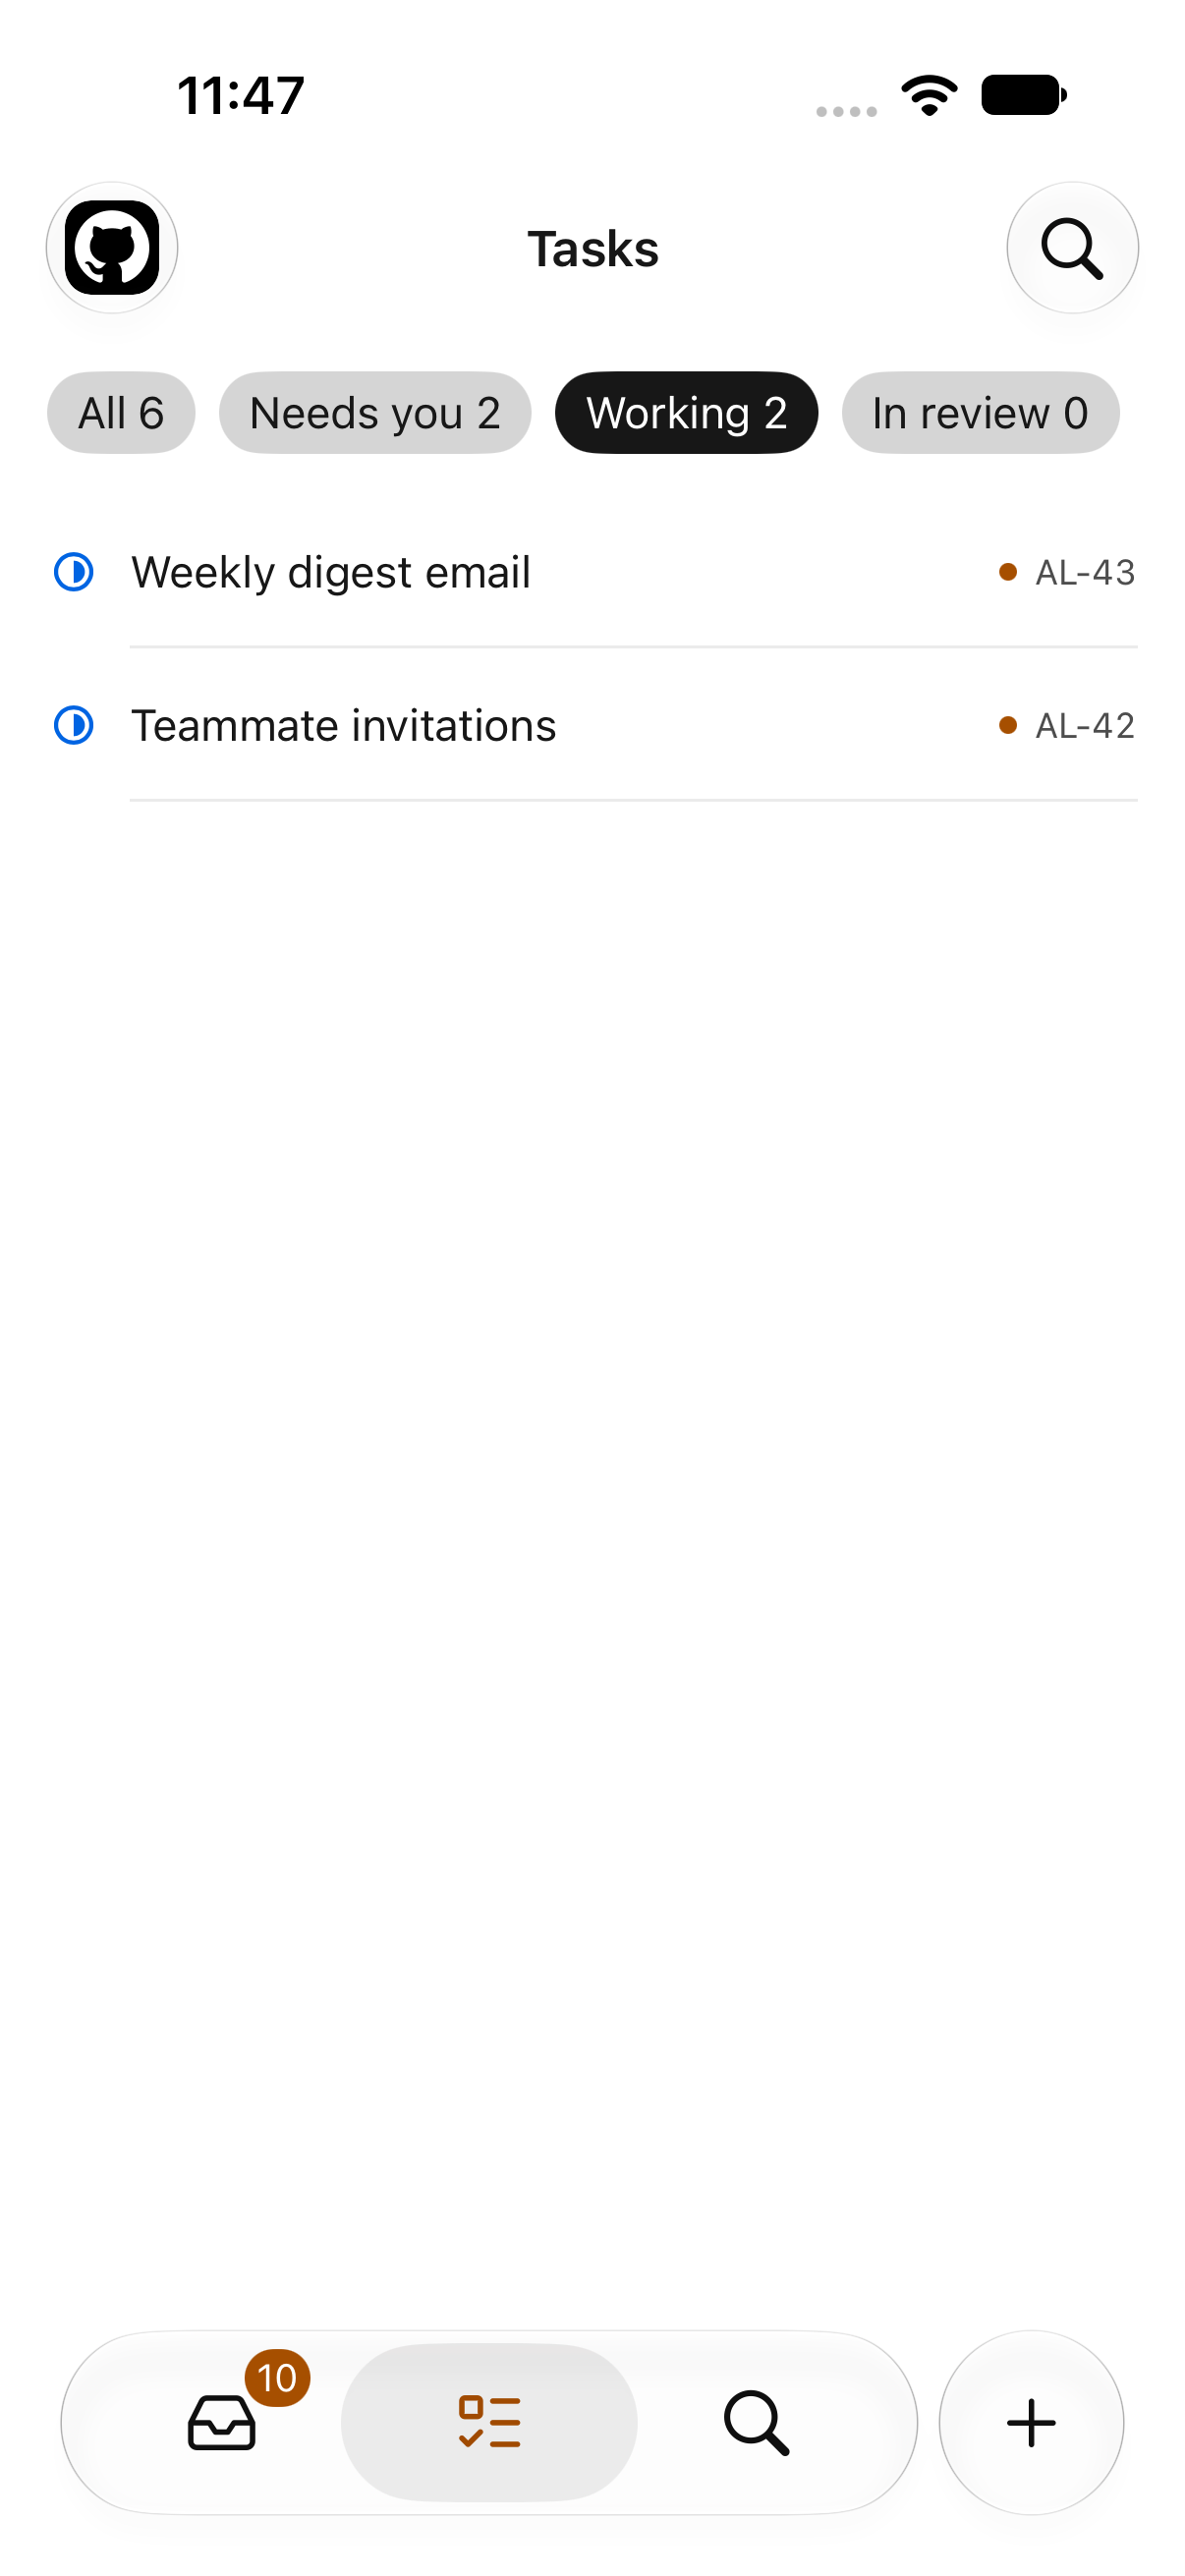 11:47
Tasks
All 6
Needs you 2
Working 2
In review 0
Weekly digest email
AL-43
Teammate invitations
AL-42
10